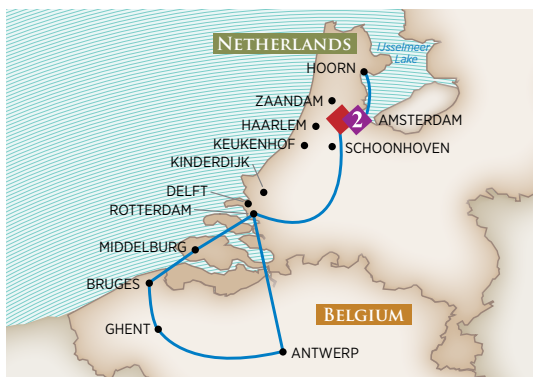 NETHERLANDS
IJsselmeer
Lake
HOORN
ZAANDAM
2
AMSTERDAM
HAARLEM
KEUKENHOF
SCHOONHOVEN
KINDERDIJK
DELFT
ROTTERDAM
MIDDELBURG
BRUGES
BELGIUM
GHENT
ANTWERP